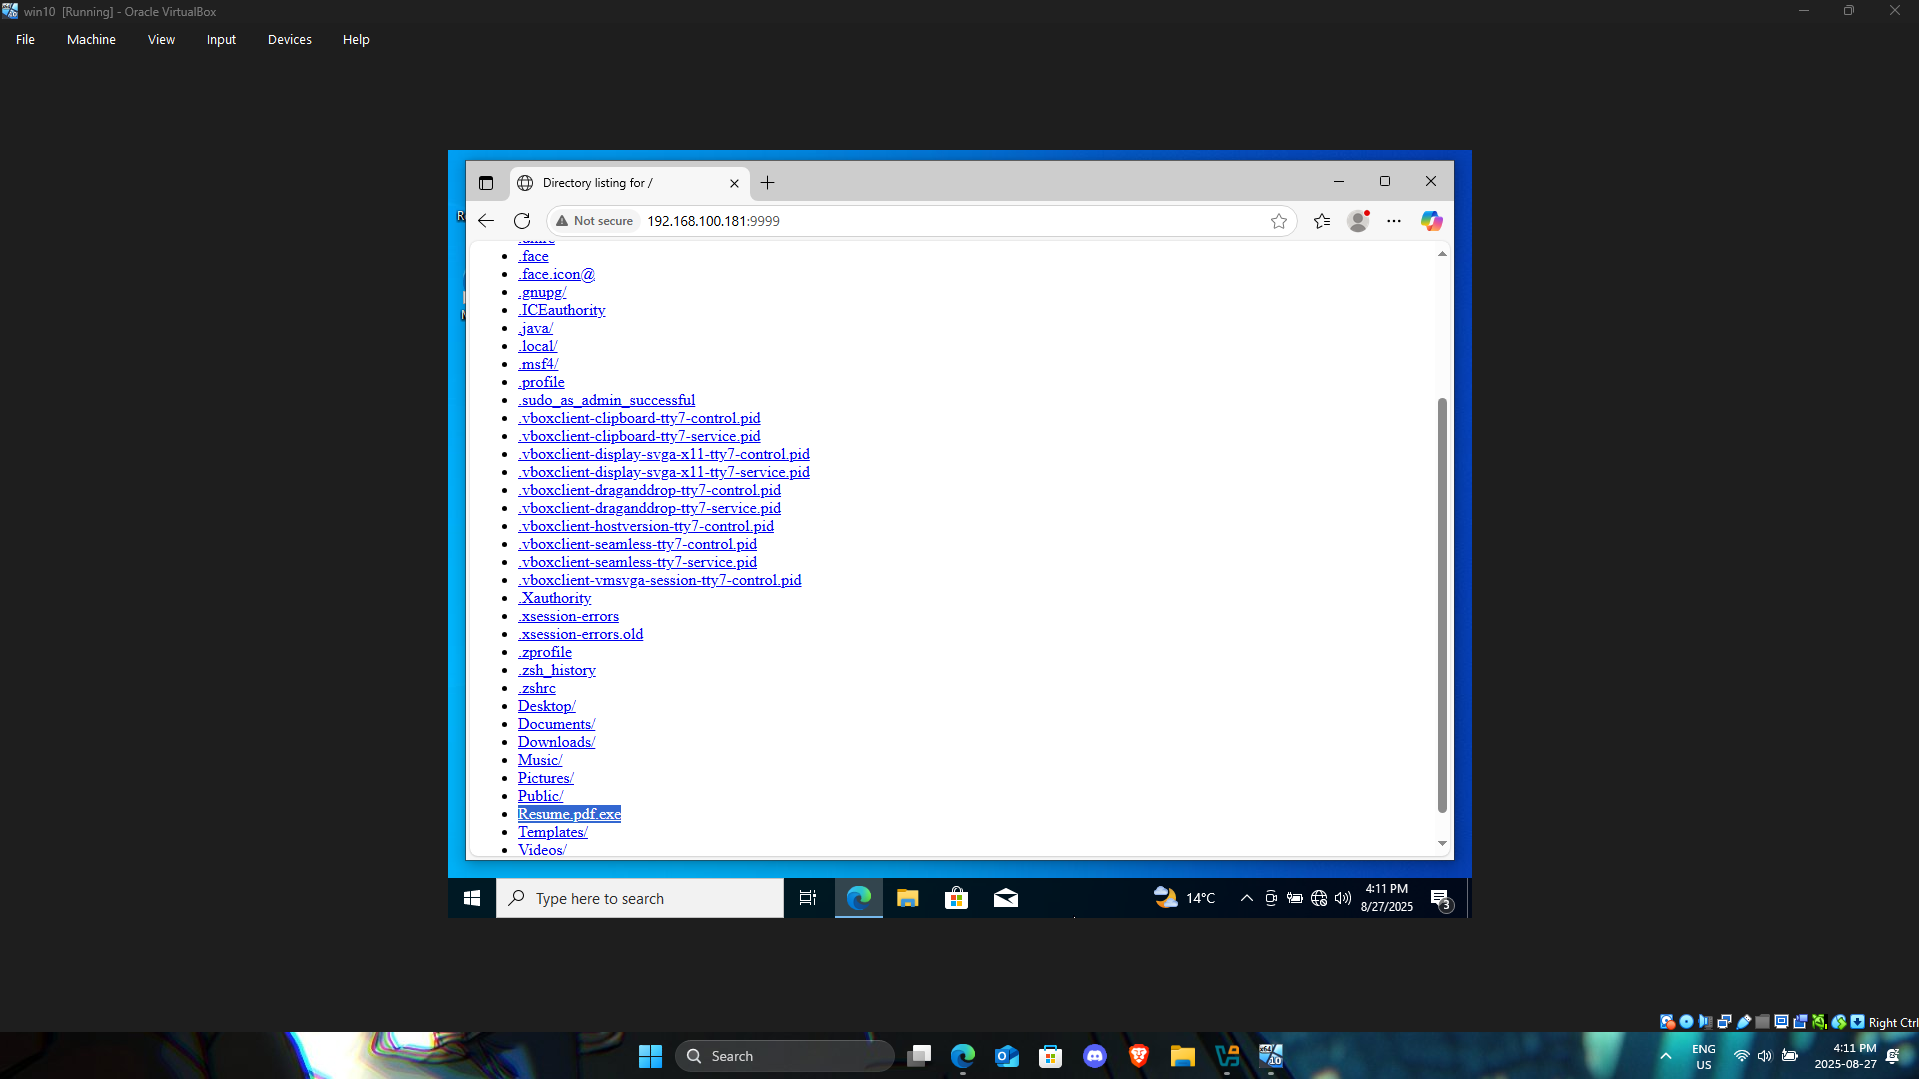 win10 [Running] - Oracle VirtualBox
File Machine View Input Devices Help
Directory listing for /
Not secure 192.168.100.181:9999
.face
.face.icon@
.gnupg/
.ICEauthority
.java/
.local/
.msf4/
.profile
.sudo_as_admin_successful
.vboxclient-clipboard-tty7-control.pid
.vboxclient-clipboard-tty7-service.pid
.vboxclient-display-svga-x11-tty7-control.pid
.vboxclient-display-svga-x11-tty7-service.pid
.vboxclient-draganddrop-tty7-control.pid
.vboxclient-draganddrop-tty7-service.pid
.vboxclient-hostversion-tty7-control.pid
.vboxclient-seamless-tty7-control.pid
.vboxclient-seamless-tty7-service.pid
.vboxclient-vmsvga-session-tty7-control.pid
.Xauthority
.xsession-errors
.xsession-errors.old
.zprofile
.zsh_history
.zshrc
Desktop/
Documents/
Downloads/
Music/
Pictures/
Public/
Resume.pdf.exe
Templates/
Videos/
Type here to search
14°C
4:11 PM
8/27/2025
3
Right Ctrl
Search
ENG
US
4:11 PM
2025-08-27